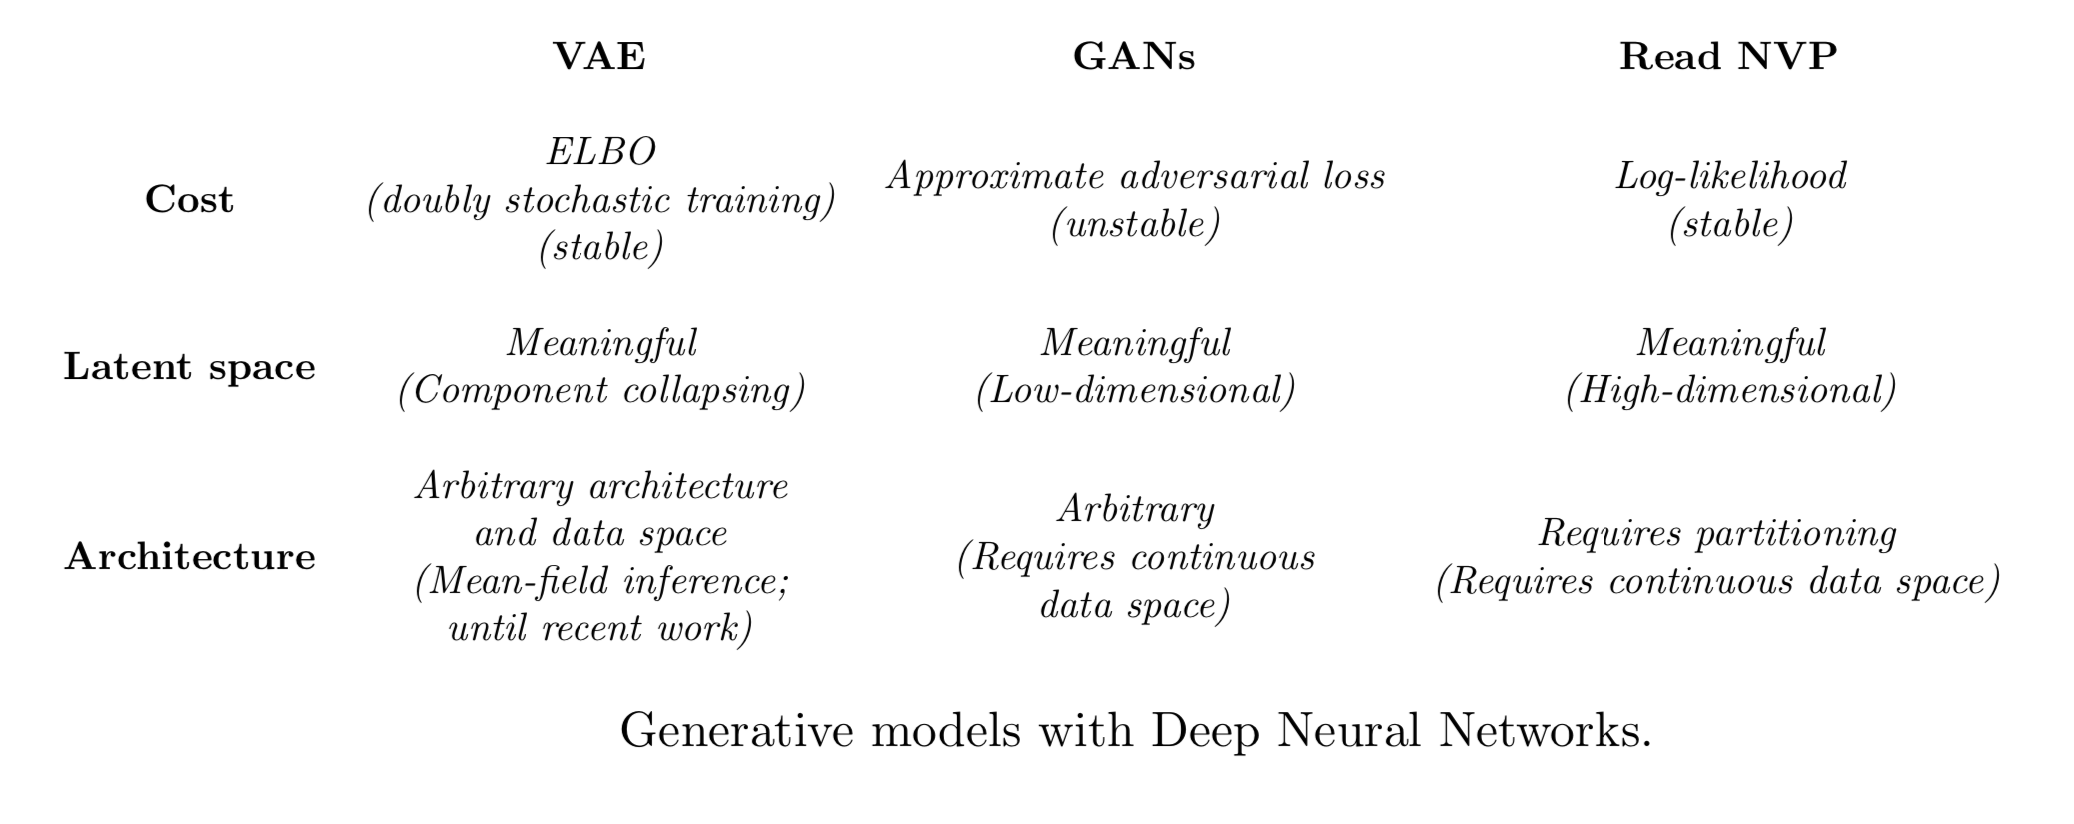 VAE GANs Read NVP
Cost
ELBO
(doubly stochastic training)
(stable)
Approximate adversarial loss
(unstable)
Log-likelihood
(stable)
Latent space
Meaningful
(Component collapsing)
Meaningful
(Low-dimensional)
Meaningful
(High-dimensional)
Architecture
Arbitrary architecture
and data space
(Mean-field inference;
until recent work)
Arbitrary
(Requires continuous
data space)
Requires partitioning
(Requires continuous data space)
Generative models with Deep Neural Networks.